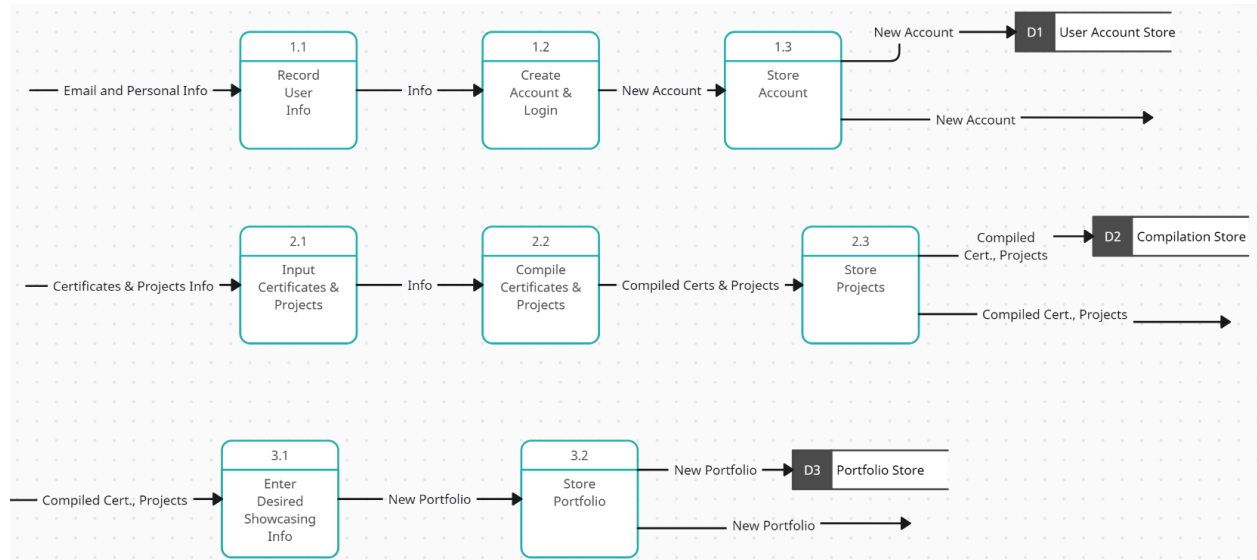 1.1
Record
User
Info
Email and Personal Info
Info
1.2
Create
Account &
Login
New Account
1.3
Store
Account
New Account
D1
User Account Store
New Account
2.1
Input
Certificates &
Projects
Certificates & Projects Info
Info
2.2
Compile
Certificates &
Projects
Compiled Certs & Projects
2.3
Store
Projects
Compiled
Cert., Projects
D2
Compilation Store
Compiled Cert., Projects
3.1
Enter
Desired
Showcasing
Info
Compiled Cert., Projects
New Portfolio
3.2
Store
Portfolio
New Portfolio
D3
Portfolio Store
New Portfolio